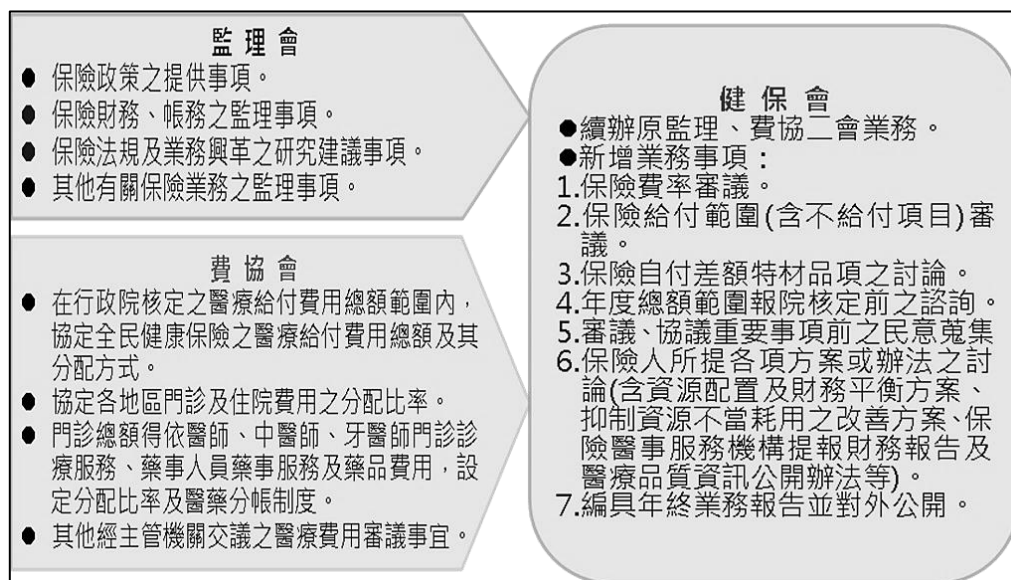 監理會
● 保險政策之提供事項。
● 保險財務、帳務之監理事項。
● 保險法規及業務興革之研究建議事項。
● 其他有關保險業務之監理事項。
費協會
● 在行政院核定之醫療給付費用總額範圍內，
協定全民健康保險之醫療給付費用總額及其
分配方式。
● 協定各地區門診及住院費用之分配比率。
● 門診總額得依醫師、中醫師、牙醫師門診診
療服務、藥事人員藥事服務及藥品費用，設
定分配比率及醫藥分帳制度。
● 其他經主管機關交議之醫療費用審議事宜。
健保會
●續辦原監理、費協二會業務。
●新增業務事項：
1.保險費率審議。
2.保險給付範圍(含不給付項目)審
議。
3.保險自付差額特材品項之討論。
4.年度總額範圍報院核定前之諮詢。
5.審議、協議重要事項前之民意蒐集
6.保險人所提各項方案或辦法之討
論(含資源配置及財務平衡方案、
抑制資源不當耗用之改善方案、保
險醫事服務機構提報財務報告及
醫療品質資訊公開辦法等)。
7.編具年終業務報告並對外公開。